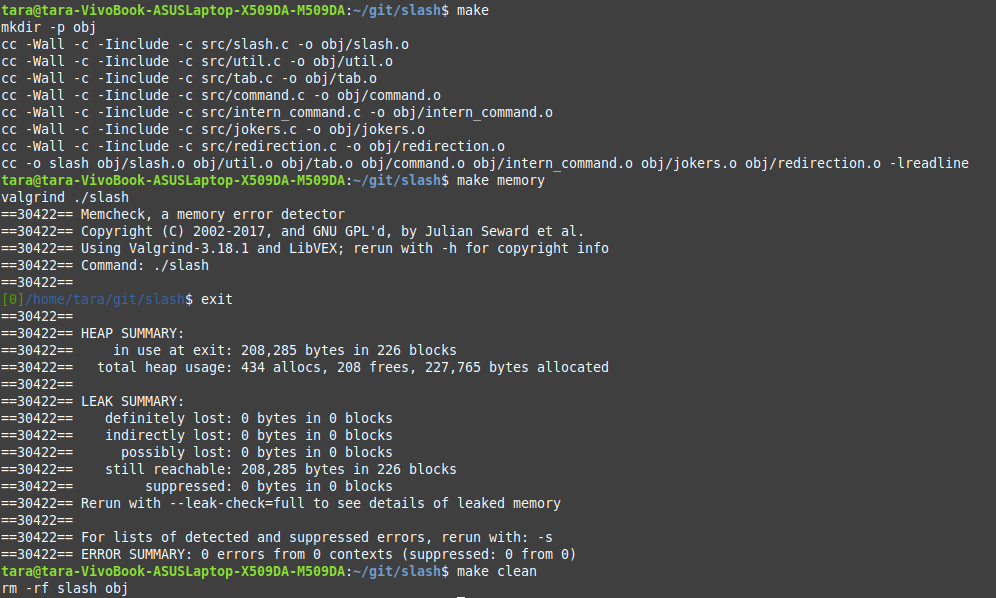 tara@tara-VivoBook-ASUSLaptop-X509DA-M509DA:~/git/slash$ make
mkdir -p obj
cc -Wall -c -Iinclude -c src/slash.c -o obj/slash.o
cc -Wall -c -Iinclude -c src/util.c -o obj/util.o
cc -Wall -c -Iinclude -c src/tab.c -o obj/tab.o
cc -Wall -c -Iinclude -c src/command.c -o obj/command.o
cc -Wall -c -Iinclude -c src/intern_command.c -o obj/intern_command.o
cc -Wall -c -Iinclude -c src/jokers.c -o obj/jokers.o
cc -Wall -c -Iinclude -c src/redirection.c -o obj/redirection.o
cc -o slash obj/slash.o obj/util.o obj/tab.o obj/command.o obj/intern_command.o obj/jokers.o obj/redirection.o -lreadline
tara@tara-VivoBook-ASUSLaptop-X509DA-M509DA:~/git/slash$ make memory
valgrind ./slash
==30422== Memcheck, a memory error detector
==30422== Copyright (C) 2002-2017, and GNU GPL'd, by Julian Seward et al.
==30422== Using Valgrind-3.18.1 and LibVEX; rerun with -h for copyright info
==30422== Command: ./slash
==30422==
[0]/home/tara/git/slash$ exit
==30422==
==30422== HEAP SUMMARY:
==30422==     in use at exit: 208,285 bytes in 226 blocks
==30422==   total heap usage: 434 allocs, 208 frees, 227,765 bytes allocated
==30422==
==30422== LEAK SUMMARY:
==30422==    definitely lost: 0 bytes in 0 blocks
==30422==    indirectly lost: 0 bytes in 0 blocks
==30422==      possibly lost: 0 bytes in 0 blocks
==30422==    still reachable: 208,285 bytes in 226 blocks
==30422==         suppressed: 0 bytes in 0 blocks
==30422== Rerun with --leak-check=full to see details of leaked memory
==30422==
==30422== For lists of detected and suppressed errors, rerun with: -s
==30422== ERROR SUMMARY: 0 errors from 0 contexts (suppressed: 0 from 0)
tara@tara-VivoBook-ASUSLaptop-X509DA-M509DA:~/git/slash$ make clean
rm -rf slash obj